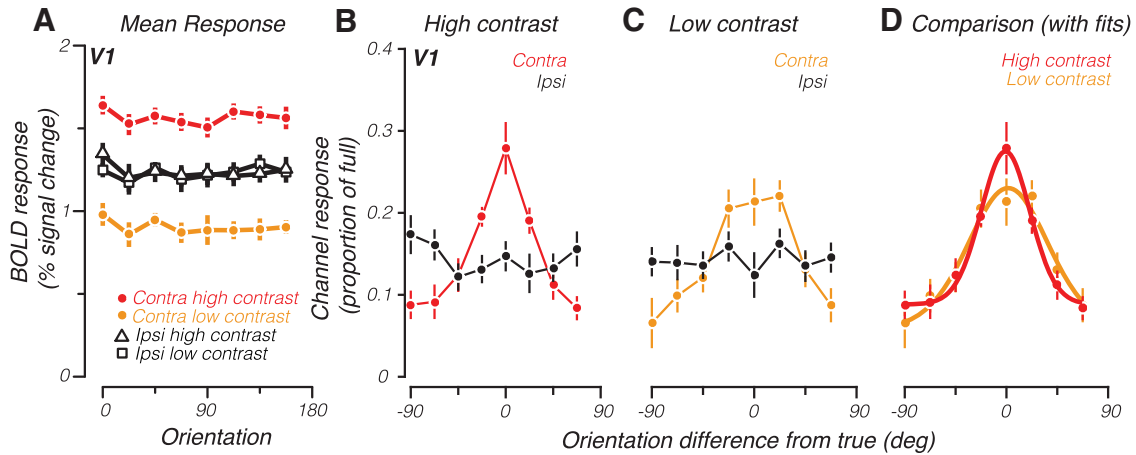 A Mean Response
V1
BOLD response
(% signal change)
2
1
0
Contra high contrast
Contra low contrast
Ipsi high contrast
Ipsi low contrast
0 90 180
Orientation
B High contrast
V1
Contra
Ipsi
Channel response
(proportion of full)
0.4
0.3
0.2
0.1
0
-90 0 90
C Low contrast
Contra
Ipsi
-90 0 90
D Comparison (with fits)
High contrast
Low contrast
-90 0 90
Orientation difference from true (deg)